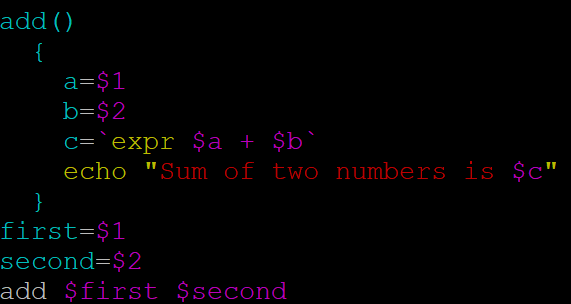 add()
{
a=$1
b=$2
c=`expr $a + $b`
echo "Sum of two numbers is $c"
}
first=$1
second=$2
add $first $second